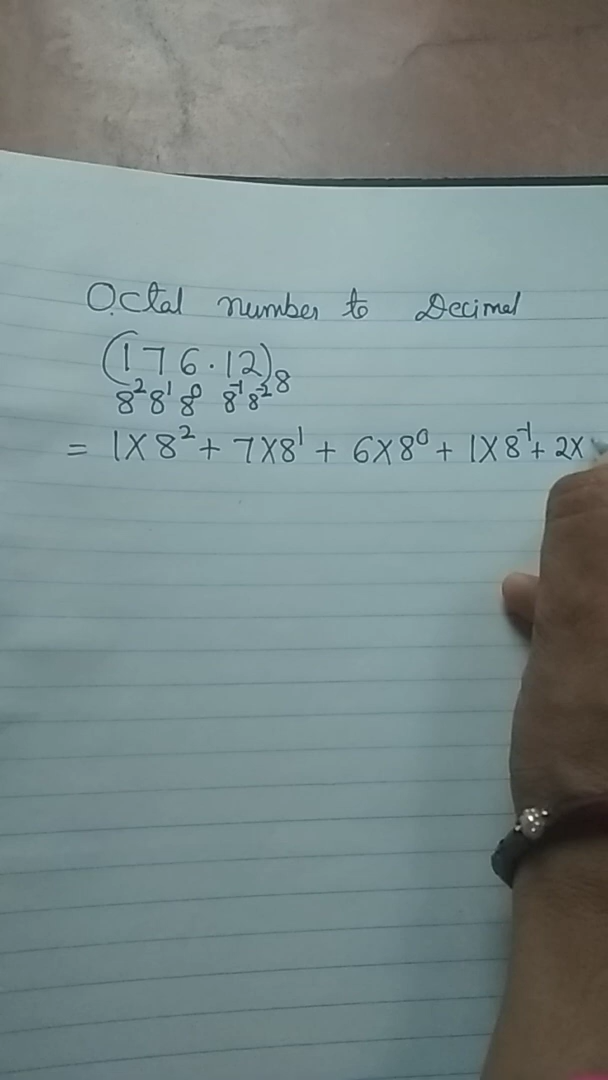 Octal number to Decimal
(176.12)₈
8² 8¹ 8⁰ 8⁻¹ 8⁻²
= 1×8² + 7×8¹ + 6×8⁰ + 1×8⁻¹ + 2×